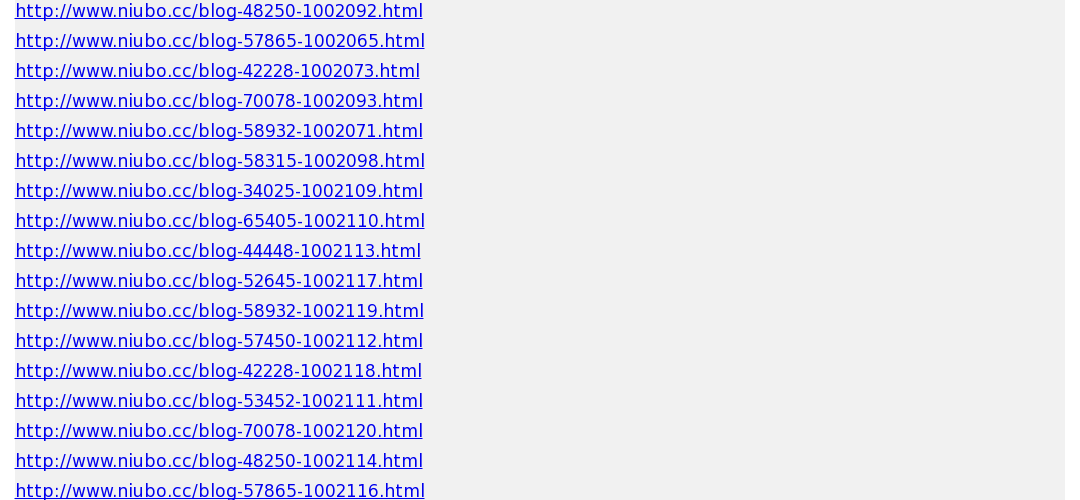 http://www.niubo.cc/blog-48250-1002092.html
http://www.niubo.cc/blog-57865-1002065.html
http://www.niubo.cc/blog-42228-1002073.html
http://www.niubo.cc/blog-70078-1002093.html
http://www.niubo.cc/blog-58932-1002071.html
http://www.niubo.cc/blog-58315-1002098.html
http://www.niubo.cc/blog-34025-1002109.html
http://www.niubo.cc/blog-65405-1002110.html
http://www.niubo.cc/blog-44448-1002113.html
http://www.niubo.cc/blog-52645-1002117.html
http://www.niubo.cc/blog-58932-1002119.html
http://www.niubo.cc/blog-57450-1002112.html
http://www.niubo.cc/blog-42228-1002118.html
http://www.niubo.cc/blog-53452-1002111.html
http://www.niubo.cc/blog-70078-1002120.html
http://www.niubo.cc/blog-48250-1002114.html
http://www.niubo.cc/blog-57865-1002116.html